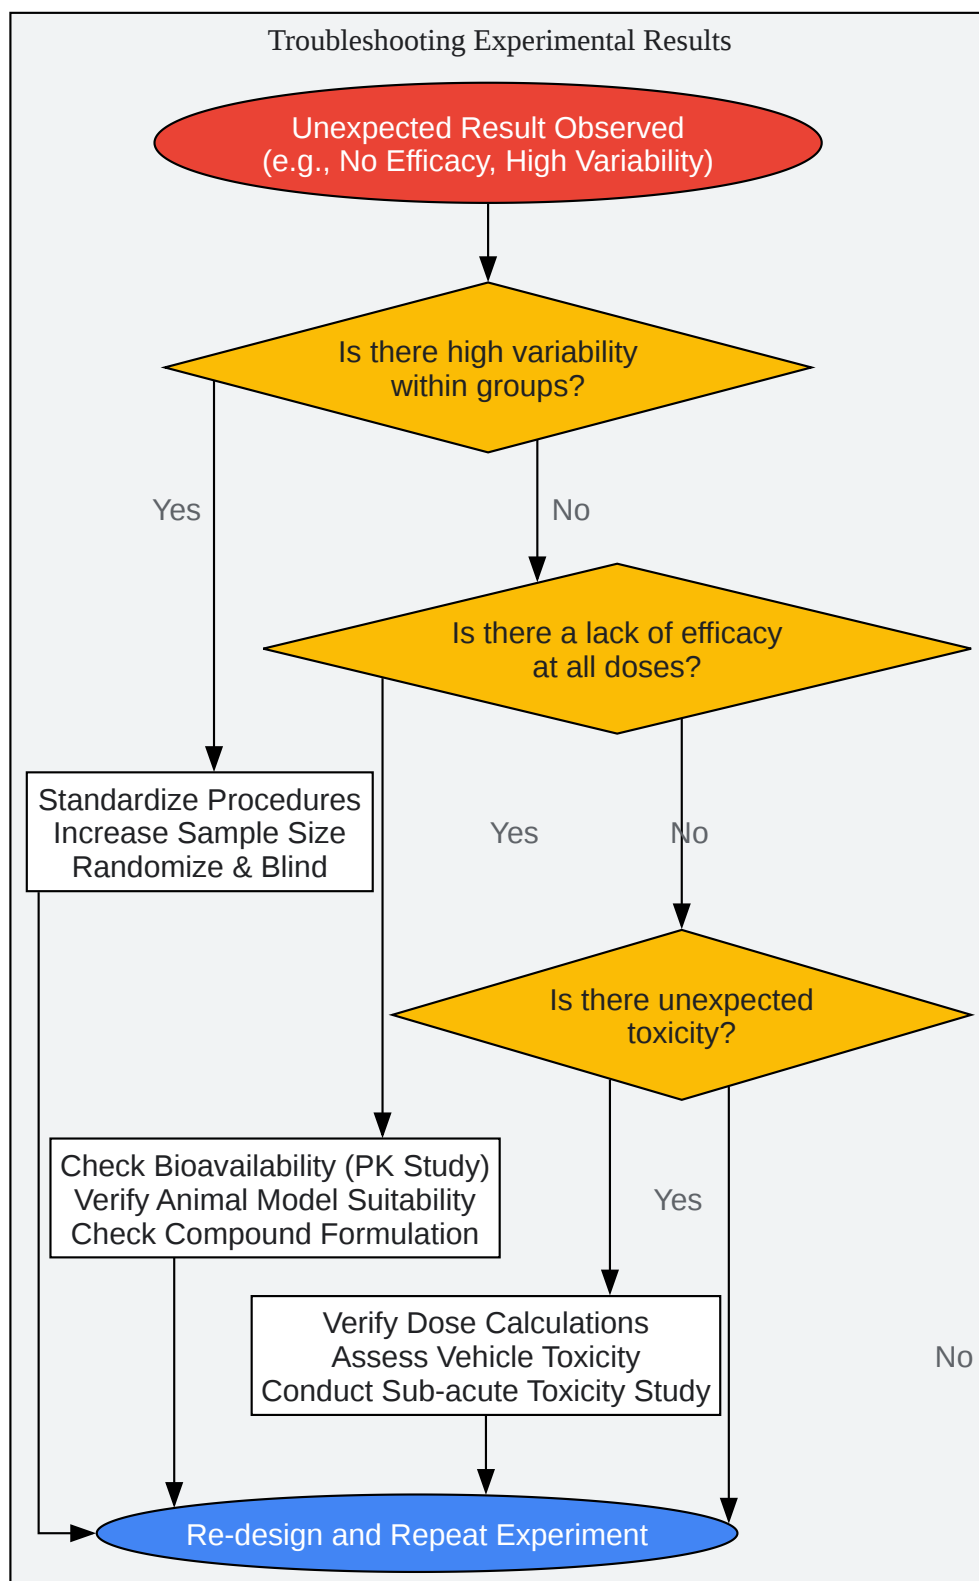 Troubleshooting Experimental Results
Unexpected Result Observed
(e.g., No Efficacy, High Variability)
Is there high variability
within groups?
Yes
No
Is there a lack of efficacy
at all doses?
Standardize Procedures
Increase Sample Size
Randomize & Blind
Yes
No
Is there unexpected
toxicity?
Check Bioavailability (PK Study)
Verify Animal Model Suitability
Check Compound Formulation
Yes
Verify Dose Calculations
Assess Vehicle Toxicity
Conduct Sub-acute Toxicity Study
No
Re-design and Repeat Experiment